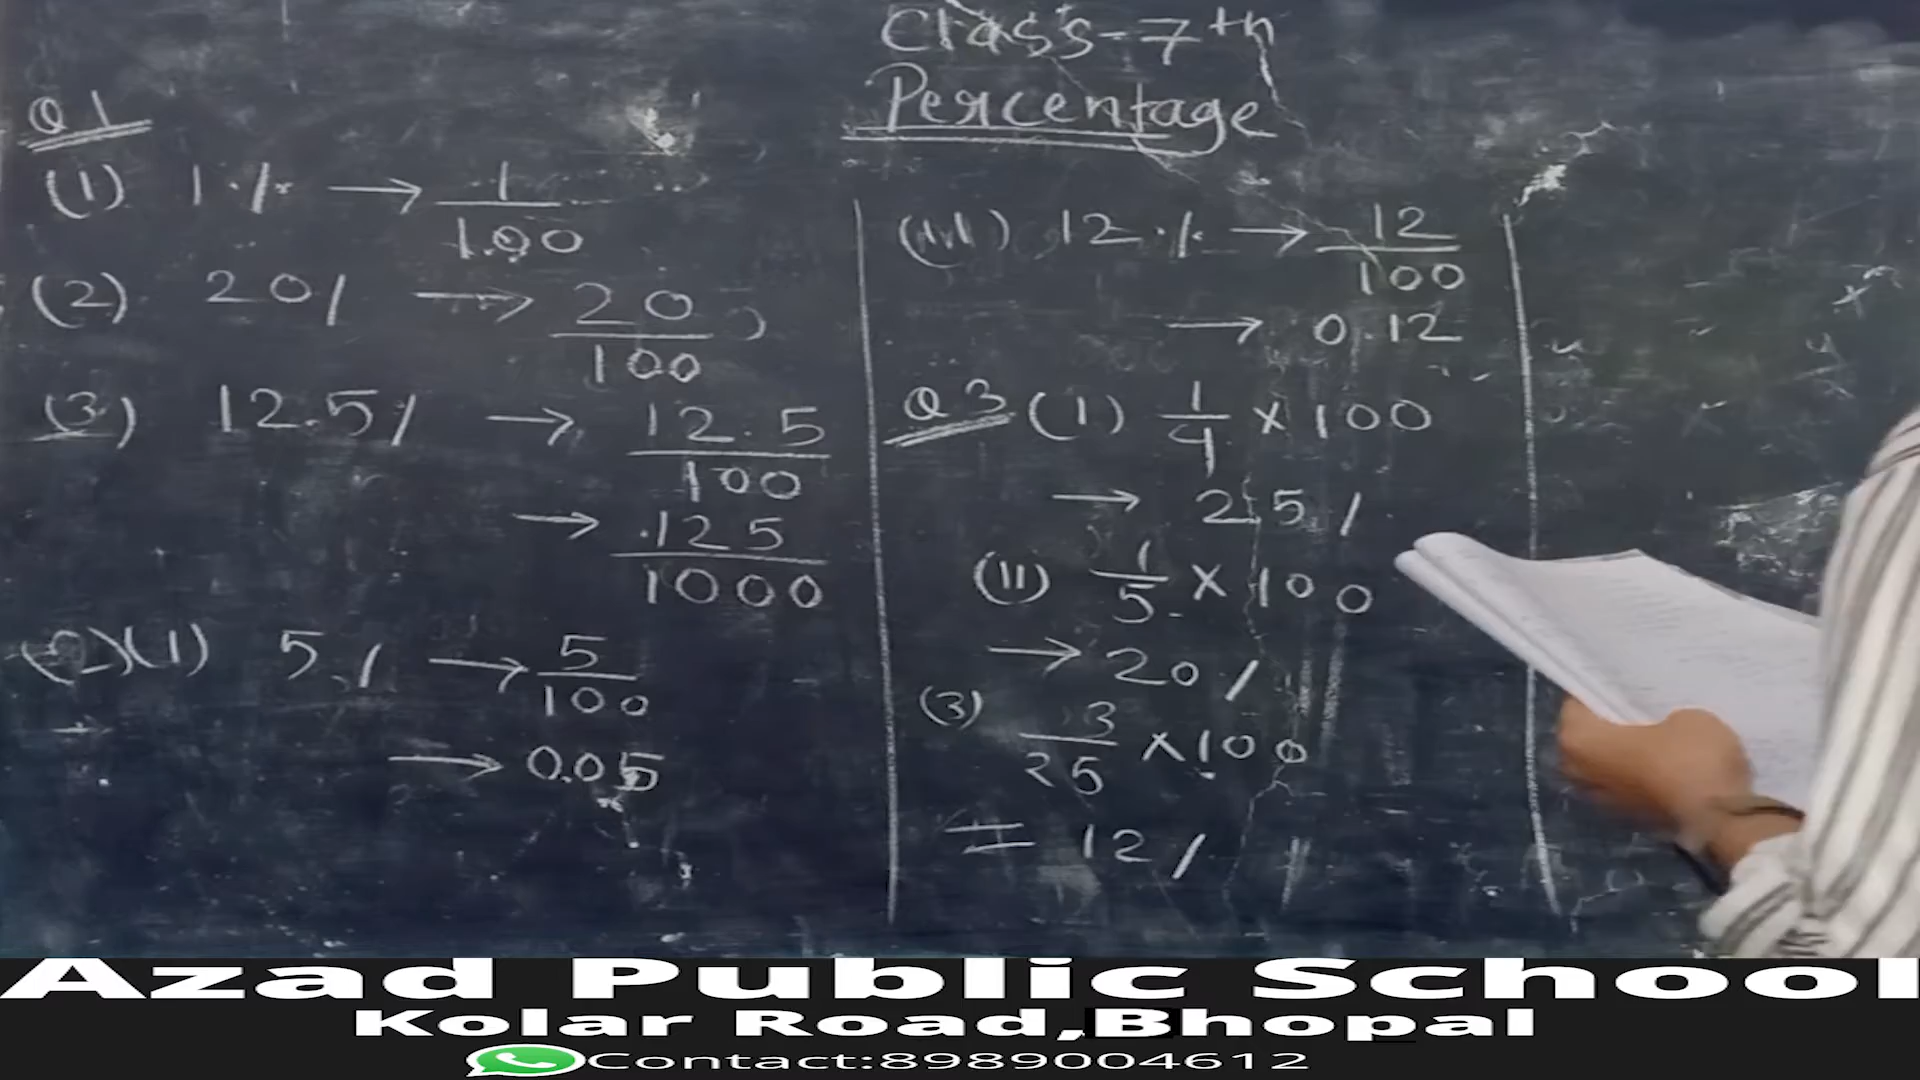 Class-7th
Percentage
Q1
(1) 1% → 1/100
(2) 20% → 20/100
(3) 12.5% → 12.5/100
→ 125/1000
(2)(1) 5% → 5/100
→
→ 0.05
(111) 12% → 12/100
→ 0.12
Q3 (1) 1/4 × 100
→ 25%
(11) 1/5 × 100
→ 20%
(3) 3/25 × 100
= 12%
Azad Public School
Kolar Road,Bhopal
Contact:8989004612